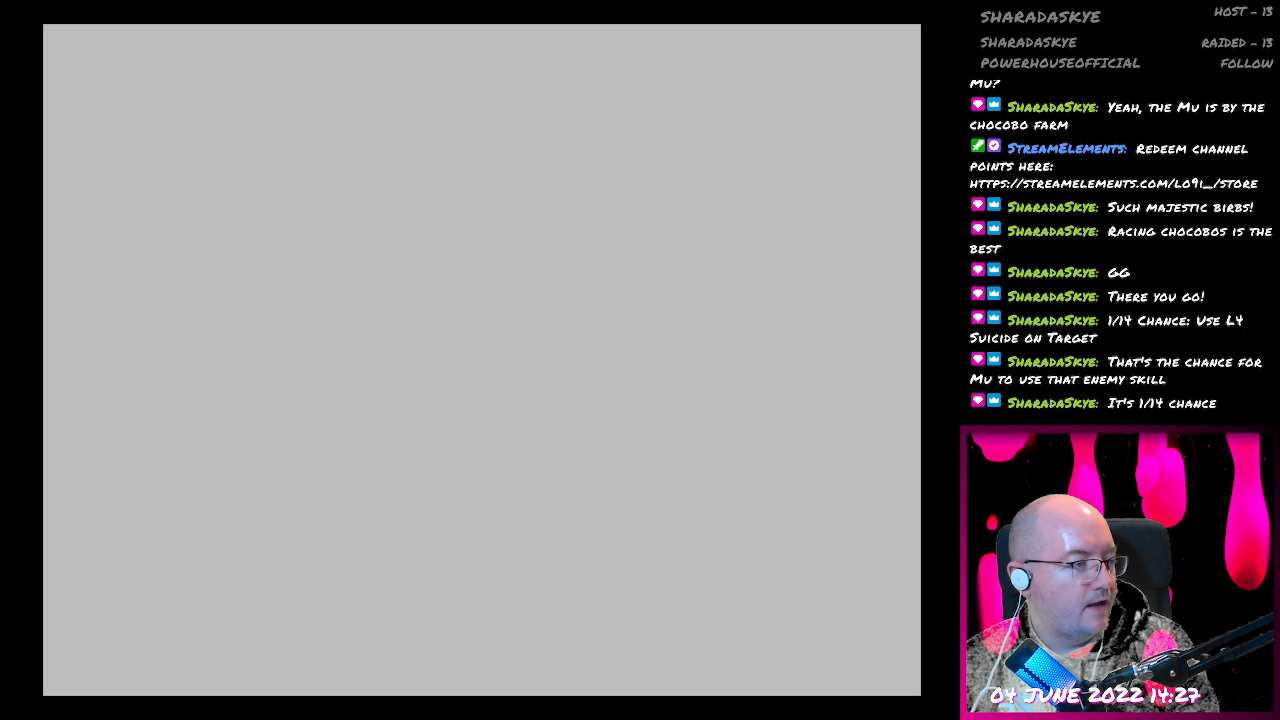 SHARADASKYE HOST - 13
SHARADASKYE RAIDED - 13
POWERHOUSEOFFICIAL FOLLOW
MU?
SHARADASKYE: YEAH, THE MU IS BY THE
CHOCOBO FARM
STREAMELEMENTS: REDEEM CHANNEL
POINTS HERE:
HTTPS://STREAMELEMENTS.COM/LO9I_/STORE
SHARADASKYE: SUCH MAJESTIC BIRBS!
SHARADASKYE: RACING CHOCOBOS IS THE
BEST
SHARADASKYE: GG
SHARADASKYE: THERE YOU GO!
SHARADASKYE: 1/14 CHANCE: USE L4
SUICIDE ON TARGET
SHARADASKYE: THAT'S THE CHANCE FOR
MU TO USE THAT ENEMY SKILL
SHARADASKYE: IT'S 1/14 CHANCE
04 JUNE 2022 14:27